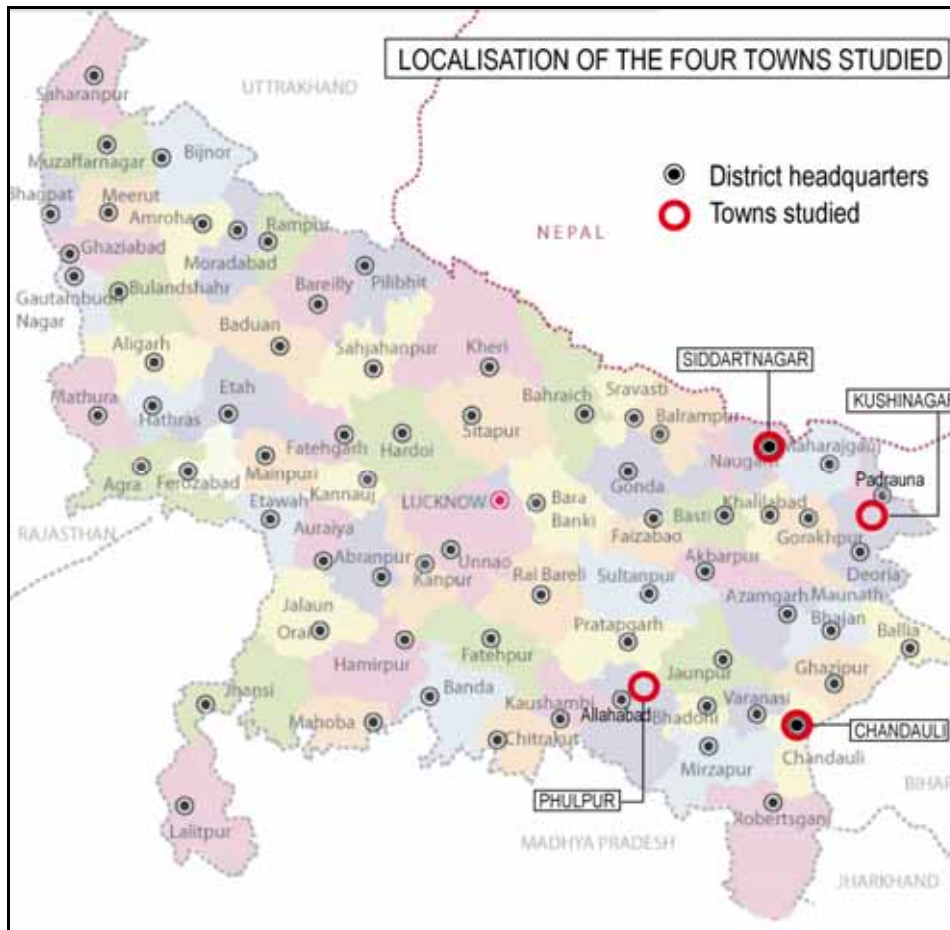 LOCALISATION OF THE FOUR TOWNS STUDIED
Saharanpur
UTTRAKHAND
Muzaffarnagar
Bijnor
District headquarters
Bhagpat
Meerut
Amroha
Rampur
Towns studied
NEPAL
Ghaziabad
Moradabad
Gautambudh
Nagar
Bulandshahr
Bareilly
Pilibhit
Baduan
Aligarh
Sahjahanpur
Kheri
SIDDARTNAGAR
Etah
Bahraich
Sravasti
KUSHINAGAR
Mathura
Hathras
Balrampur
Fatehgarh
Hardoi
Sitapur
Naugarh
Maharajganj
Agra
Ferozabad
Mainpuri
Kannauj
Gonda
Padrauna
Etawah
LUCKNOW
Bara
Banki
Basti
Khalilabad
RAJASTHAN
Auraiya
Faizabad
Gorakhpur
Abranpur
Kanpur
Unnao
Rai Bareli
Sultanpur
Akbarpur
Deoria
Jalaun
Orai
Azamgarh
Maunath
Bhajan
Ballia
Hamirpur
Fatehpur
Pratapgarh
Jaunpur
Ghazipur
Jhansi
Mahoba
Banda
Kaushambi
Allahabad
Bhadohi
Varanasi
Chitrakut
Mirzapur
Chandauli
CHANDAULI
Lalitpur
PHULPUR
Robertsganj
BIHAR
MADHYA PRADESH
JHARKHAND